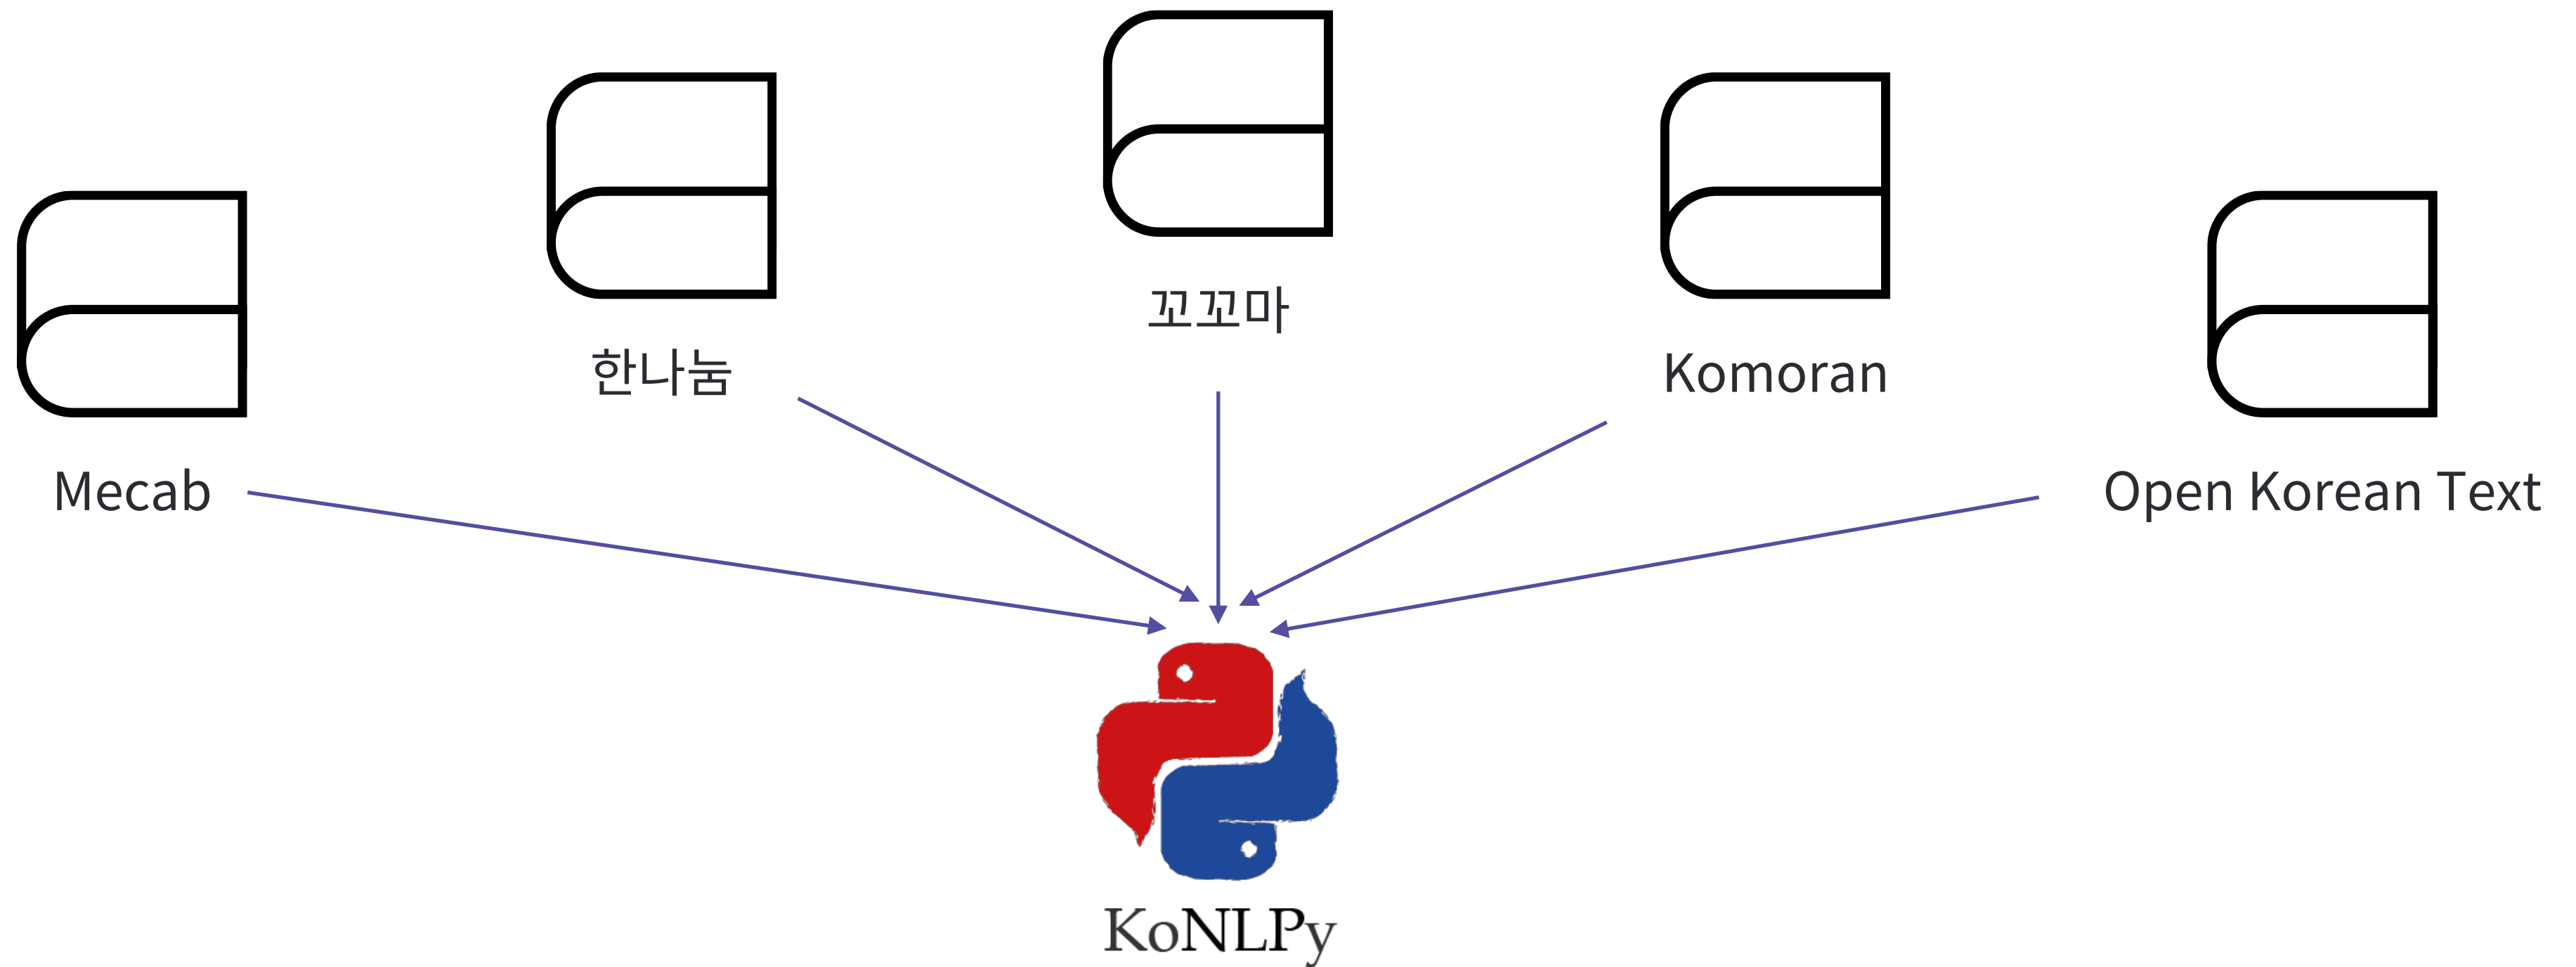 Mecab
한나눔
꼬꼬마
Komoran
Open Korean Text
KoNLPy